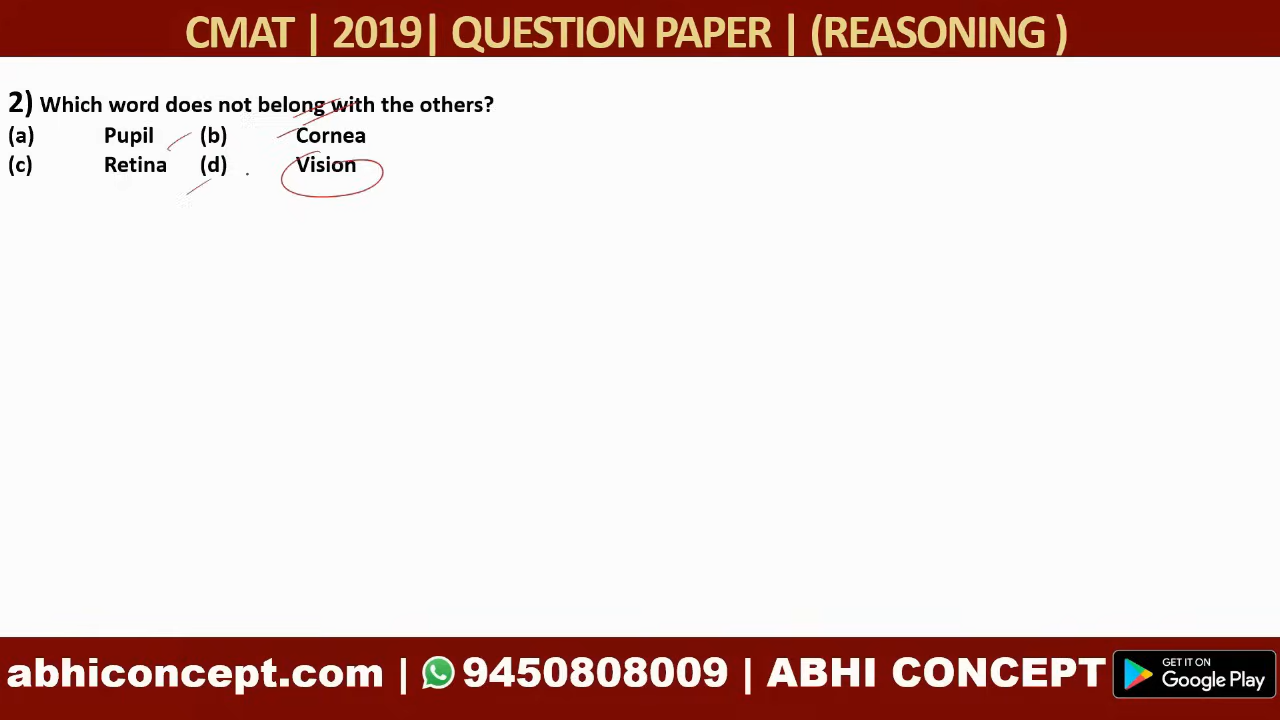 CMAT | 2019| QUESTION PAPER | (REASONING )
2) Which word does not belong with the others?
(a) Pupil (b) Cornea
(c) Retina (d) Vision
abhiconcept.com | 9450808009 | ABHI CONCEPT
GET IT ON
Google Play